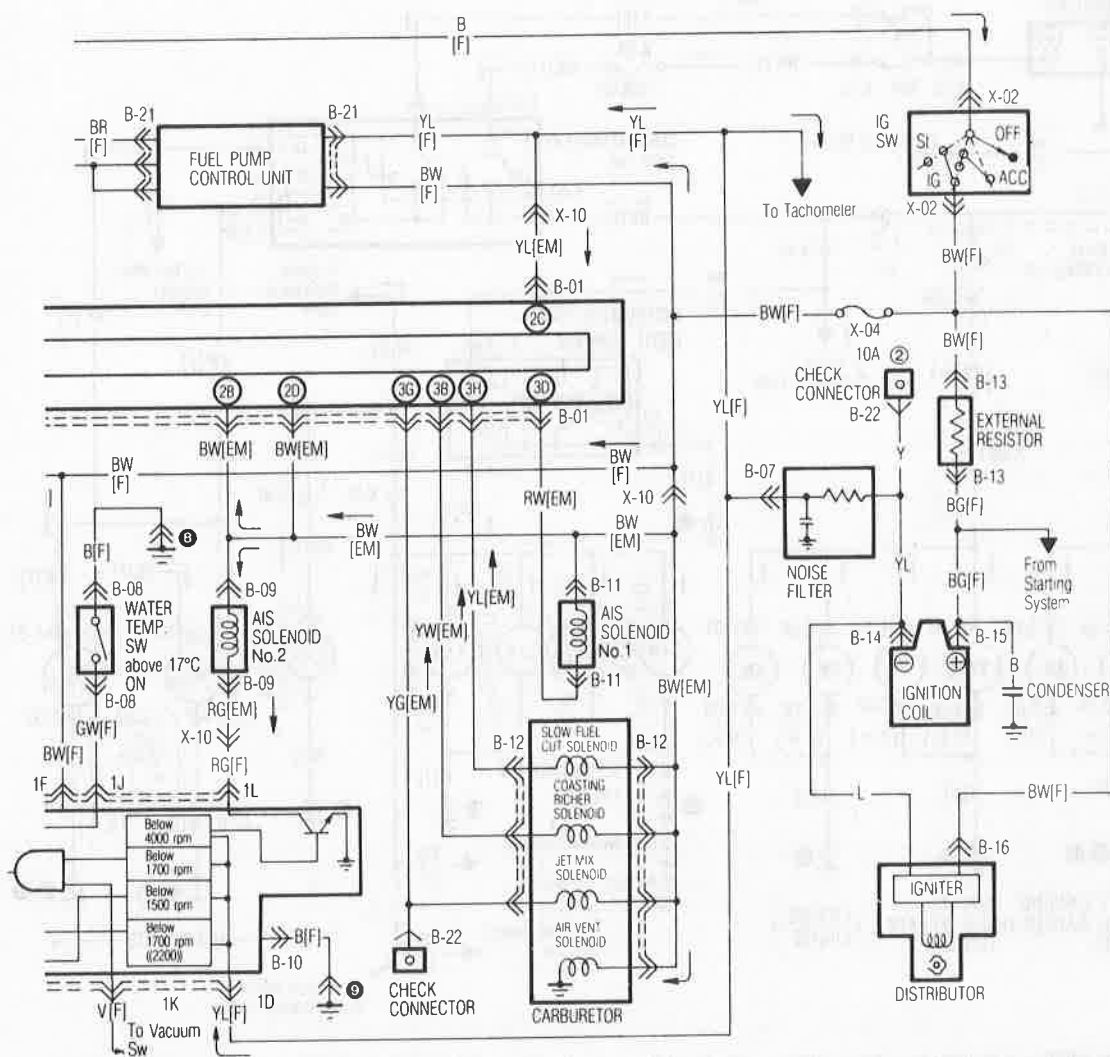 B
[F]
X-02
B-21
B-21
BR
[F]
YL
[F]
YL
[F]
FUEL PUMP
CONTROL UNIT
BW
[F]
IG
SW
OFF
ST
IG
ACC
X-02
To Tachometer
X-10
YL[EM]
B-01
BW[F]
2C
BW[F]
X-04
10A
BW[F]
2
CHECK
CONNECTOR
B-22
B-13
EXTERNAL
RESISTOR
B-13
2B
2D
3G
3B
3H
3D
B-01
YL[F]
BW[EM]
BW[EM]
Y
BW
[F]
BW
[F]
B-07
RW[EM]
X-10
BG[F]
BW
[EM]
BW
[EM]
8
B[F]
NOISE
FILTER
YL
BG[F]
From
Starting
System
B-08
WATER
TEMP
SW
above 17°C
ON
B-09
AIS
SOLENOID
No.2
B-11
AIS
SOLENOID
No.1
YL[EM]
YW[EM]
B-14
B-15
B-08
B-09
B-11
BW[EM]
B
CONDENSER
IGNITION
COIL
GW[F]
RG[EM]
YG[EM]
X-10
RG[F]
BW[F]
B-12
SLOW FUEL
CUT SOLENOID
B-12
1F
1J
1L
COASTING
RICHER
SOLENOID
YL[F]
L
BW[F]
Below
4000 rpm
Below
1700 rpm
Below
1500 rpm
Below
1700 rpm
((2200))
JET MIX
SOLENOID
B-16
IGNITER
AIR VENT
SOLENOID
B[F]
B-10
B-22
9
CHECK
CONNECTOR
CARBURETOR
DISTRIBUTOR
V[F]
1K
YL[F]
1D
To Vacuum
Sw